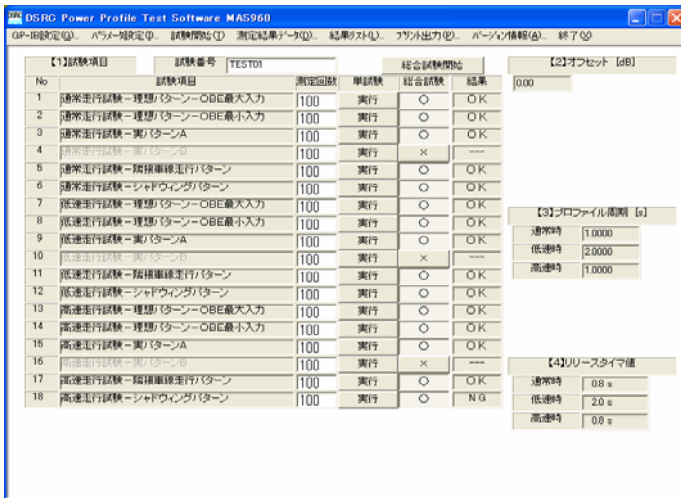 DSRC Power Profile Test Software MAS960
GP-IB設定(G)... パラメータ設定(I)... 試験開始(T) 測定結果データ(D)... 結果リスト(L)... プリント出力(P)... バージョン情報(A)... 終了(X)
【1】試験項目 試験番号 TEST01 総合試験開始
No 試験項目 測定回数 単試験 総合試験 結果
1 通常走行試験－理想パターン－OBE最大入力 100 実行 ○ OK
2 通常走行試験－理想パターン－OBE最小入力 100 実行 ○ OK
3 通常走行試験－実パターンA 100 実行 ○ OK
4 通常走行試験－実パターンB 100 実行 × ---
5 通常走行試験－隣接車線走行パターン 100 実行 ○ OK
6 通常走行試験－シャドウィングパターン 100 実行 ○ OK
7 低速走行試験－理想パターン－OBE最大入力 100 実行 ○ OK
8 低速走行試験－理想パターン－OBE最小入力 100 実行 ○ OK
9 低速走行試験－実パターンA 100 実行 ○ OK
10 低速走行試験－実パターンB 100 実行 × ---
11 低速走行試験－隣接車線走行パターン 100 実行 ○ OK
12 低速走行試験－シャドウィングパターン 100 実行 ○ OK
13 高速走行試験－理想パターン－OBE最大入力 100 実行 ○ OK
14 高速走行試験－理想パターン－OBE最小入力 100 実行 ○ OK
15 高速走行試験－実パターンA 100 実行 ○ OK
16 高速走行試験－実パターンB 100 実行 × ---
17 高速走行試験－隣接車線走行パターン 100 実行 ○ OK
18 高速走行試験－シャドウィングパターン 100 実行 ○ NG
【2】オフセット [dB]
0.00
【3】プロファイル周期 [s]
通常時 1.0000
低速時 2.0000
高速時 1.0000
【4】リリースタイマ値
通常時 0.8 s
低速時 2.0 s
高速時 0.0 s